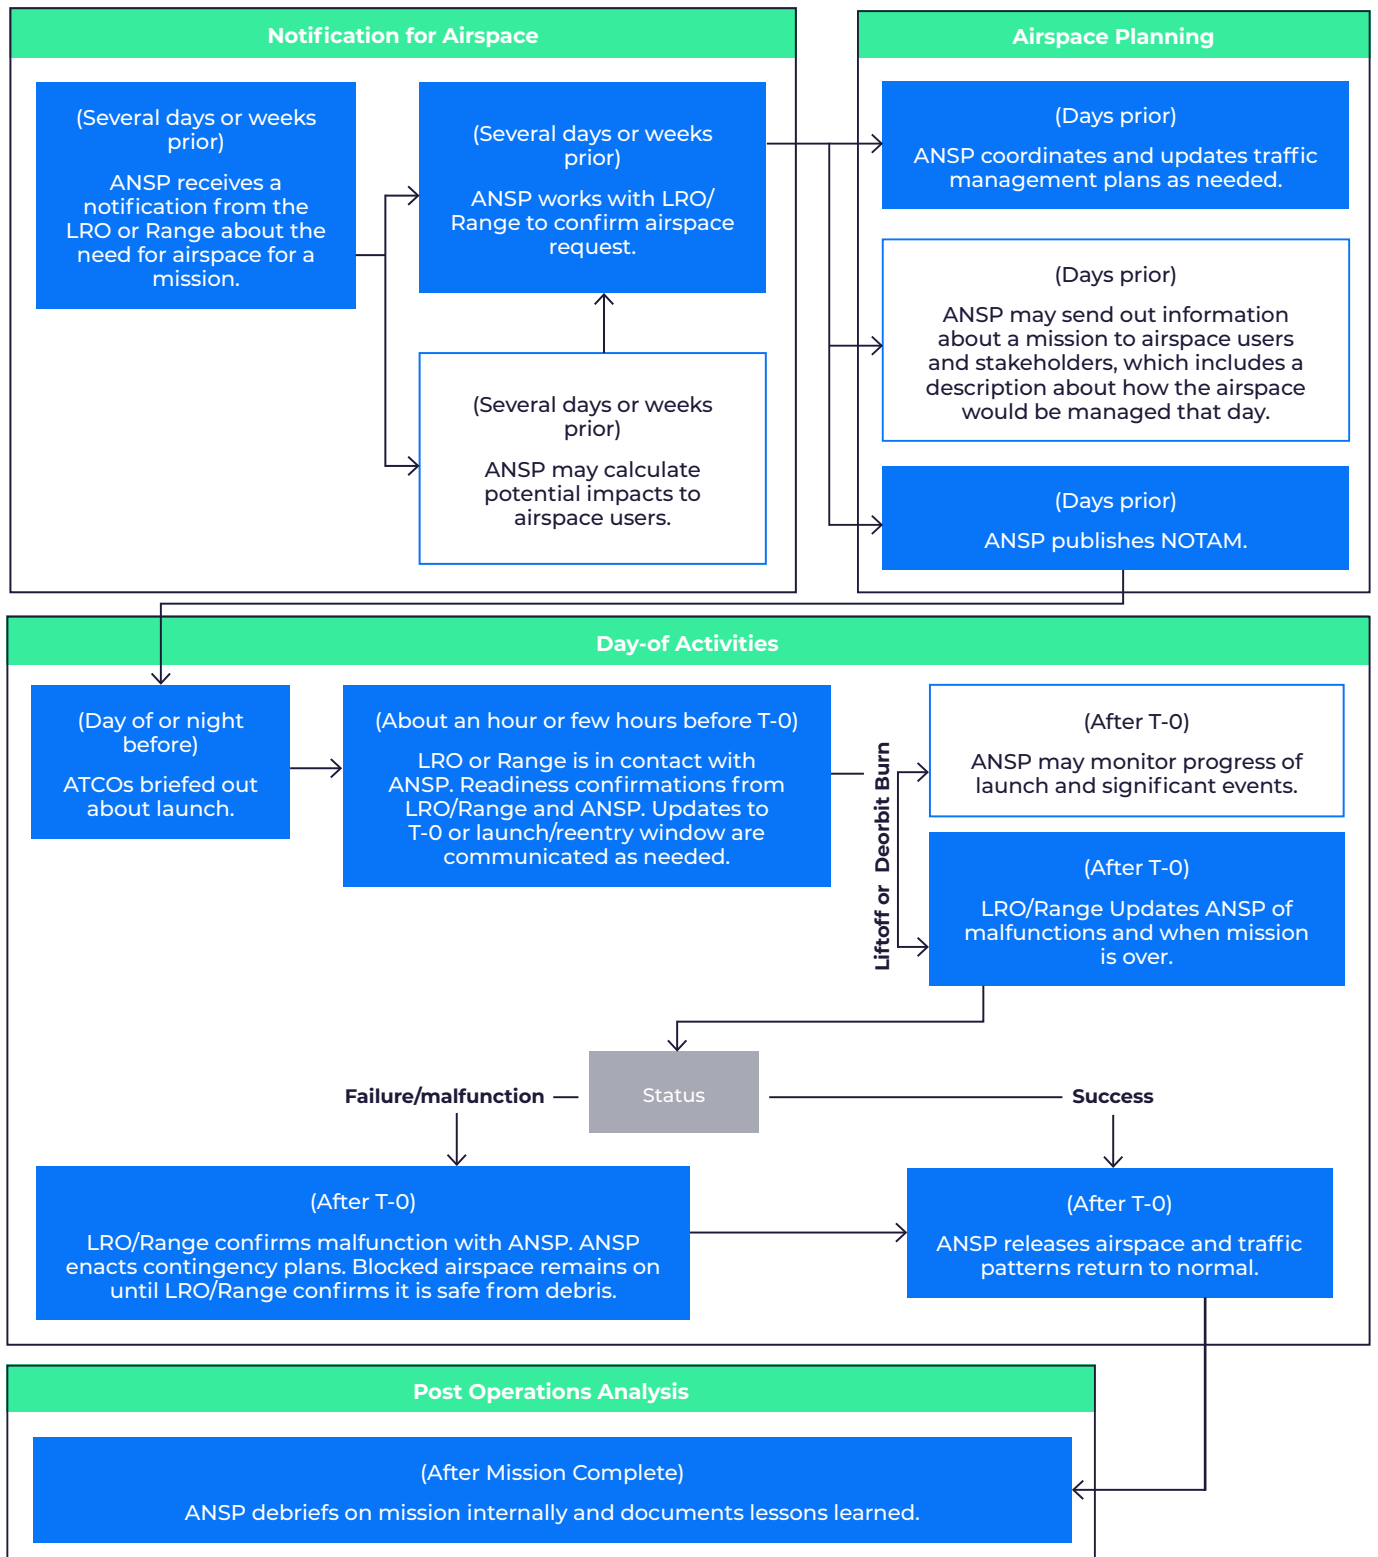 Notification for Airspace
(Several days or weeks
prior)
ANSP receives a
notification from the
LRO or Range about the
need for airspace for a
mission.
(Several days or weeks
prior)
ANSP works with LRO/
Range to confirm airspace
request.
(Several days or weeks
prior)
ANSP may calculate
potential impacts to
airspace users.
Airspace Planning
(Days prior)
ANSP coordinates and updates traffic
management plans as needed.
(Days prior)
ANSP may send out information
about a mission to airspace users
and stakeholders, which includes a
description about how the airspace
would be managed that day.
(Days prior)
ANSP publishes NOTAM.
Day-of Activities
(Day of or night
before)
ATCOs briefed out
about launch.
(About an hour or few hours before T-0)
LRO or Range is in contact with
ANSP. Readiness confirmations from
LRO/Range and ANSP. Updates to
T-0 or launch/reentry window are
communicated as needed.
Liftoff or Deorbit Burn
(After T-0)
ANSP may monitor progress of
launch and significant events.
(After T-0)
LRO/Range Updates ANSP of
malfunctions and when mission
is over.
Status
Failure/malfunction
Success
(After T-0)
LRO/Range confirms malfunction with ANSP. ANSP
enacts contingency plans. Blocked airspace remains on
until LRO/Range confirms it is safe from debris.
(After T-0)
ANSP releases airspace and traffic
patterns return to normal.
Post Operations Analysis
(After Mission Complete)
ANSP debriefs on mission internally and documents lessons learned.